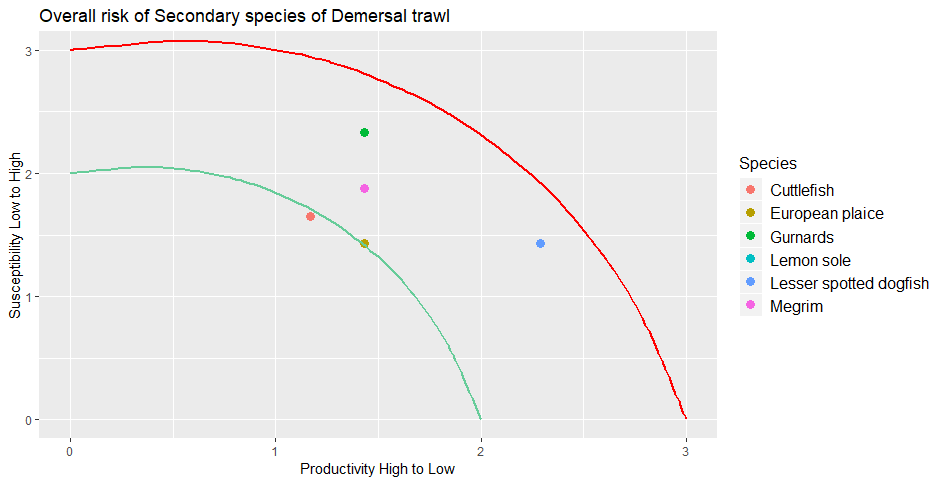 Overall risk of Secondary species of Demersal trawl
Susceptibility Low to High
3
2
1
0
0
1
2
3
Productivity High to Low
Species
Cuttlefish
European plaice
Gurnards
Lemon sole
Lesser spotted dogfish
Megrim